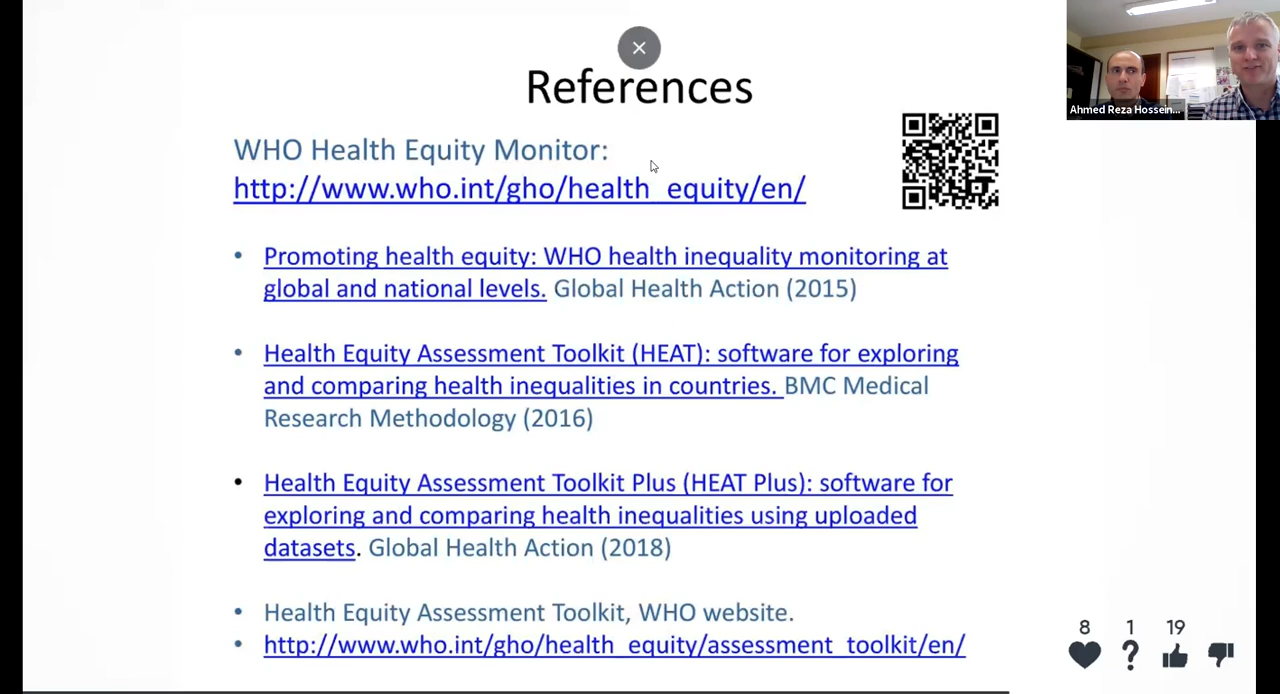 References
Ahmed Reza Hossein...
WHO Health Equity Monitor:
http://www.who.int/gho/health_equity/en/
• Promoting health equity: WHO health inequality monitoring at
global and national levels. Global Health Action (2015)
• Health Equity Assessment Toolkit (HEAT): software for exploring
and comparing health inequalities in countries. BMC Medical
Research Methodology (2016)
• Health Equity Assessment Toolkit Plus (HEAT Plus): software for
exploring and comparing health inequalities using uploaded
datasets. Global Health Action (2018)
• Health Equity Assessment Toolkit, WHO website.
• http://www.who.int/gho/health_equity/assessment_toolkit/en/
8 1 19